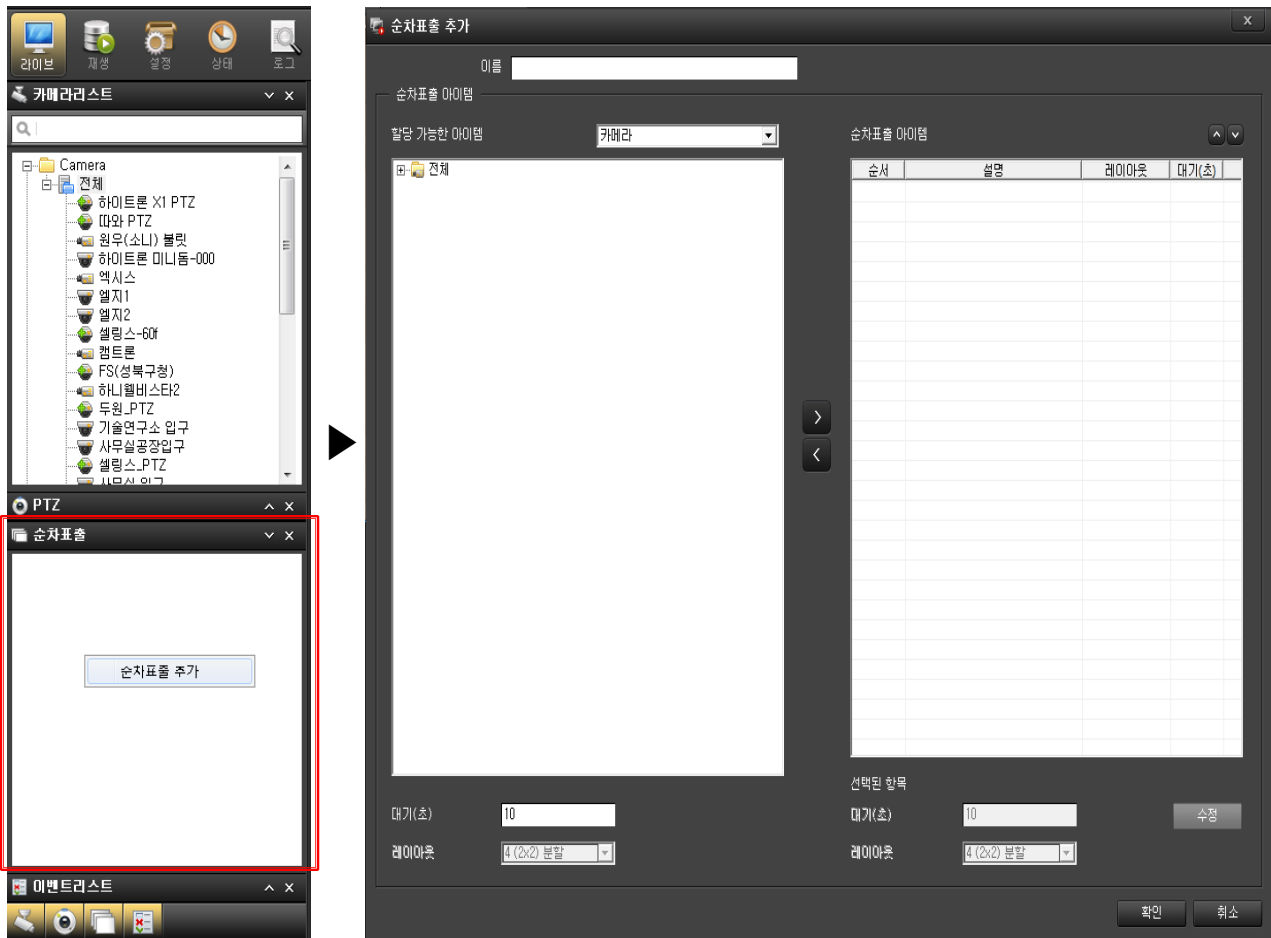 라이브 재생 설정 상태 로그
카메라리스트
Camera
전체
하이트론 X1 PTZ
따와 PTZ
원우(소니) 불릿
하이트론 미니돔-000
엑시스
엘지1
엘지2
셀링스-60f
캠트론
FS(성북구청)
하니웰비스타2
두원_PTZ
기술연구소 입구
사무실공장입구
셀링스_PTZ
PTZ
순차표출
순차표출 추가
이벤트리스트
순차표출 추가
이름
순차표출 아이템
할당 가능한 아이템 카메라
전체
대기(초) 10
레이아웃 4 (2x2) 분할
순차표출 아이템
순서 설명 레이아웃 대기(초)
선택된 항목
대기(초) 10 수정
레이아웃 4 (2x2) 분할
확인 취소